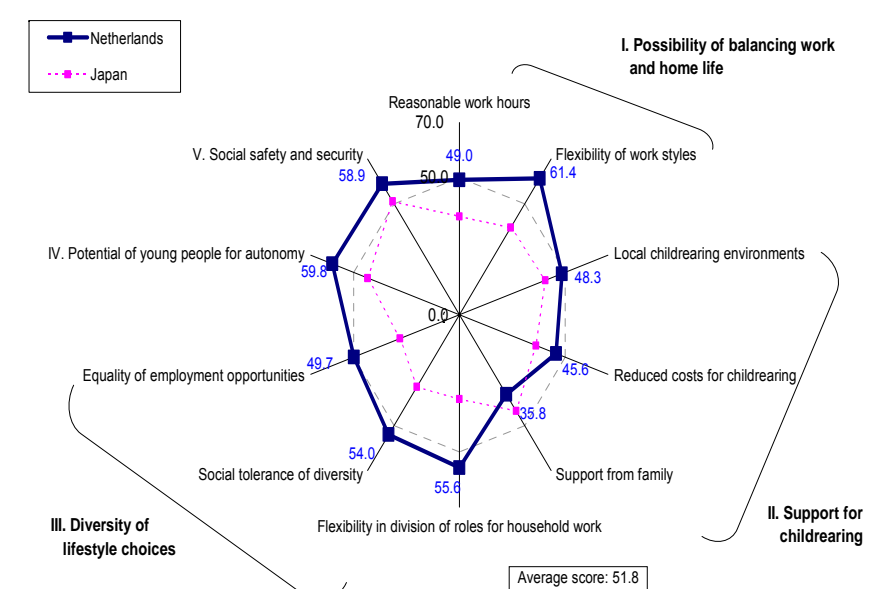 Netherlands
Japan
I. Possibility of balancing work
and home life
Reasonable work hours
70.0
V. Social safety and security
49.0
Flexibility of work styles
58.9
50.0
61.4
IV. Potential of young people for autonomy
Local childrearing environments
59.8
48.3
0.0
49.7
45.6
Equality of employment opportunities
Reduced costs for childrearing
35.8
54.0
Social tolerance of diversity
Support from family
55.6
III. Diversity of
lifestyle choices
Flexibility in division of roles for household work
II. Support for
childrearing
Average score: 51.8